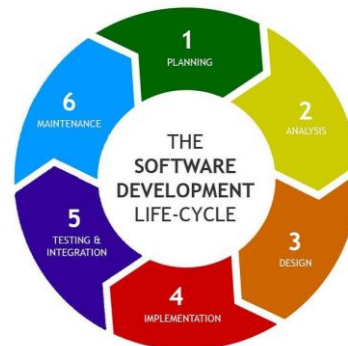 1
PLANNING
2
ANALYSIS
3
DESIGN
4
IMPLEMENTATION
5
TESTING &
INTEGRATION
6
MAINTENANCE
THE
SOFTWARE
DEVELOPMENT
LIFE-CYCLE